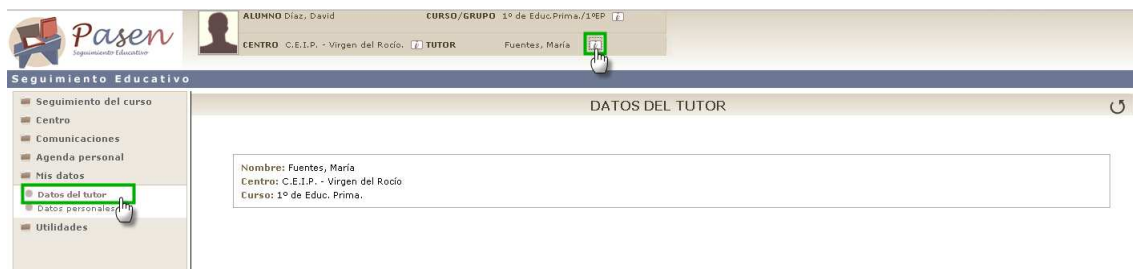 Pasen
Seguimiento Educativo
ALUMNO Díaz, David CURSO/GRUPO 1º de Educ.Prima./1ºEP i
CENTRO C.E.I.P. - Virgen del Rocío. i TUTOR Fuentes, María i
Seguimiento Educativo
DATOS DEL TUTOR
Seguimiento del curso
Centro
Comunicaciones
Agenda personal
Mis datos
Datos del tutor
Datos personales
Utilidades
Nombre: Fuentes, María
Centro: C.E.I.P. - Virgen del Rocío
Curso: 1º de Educ. Prima.